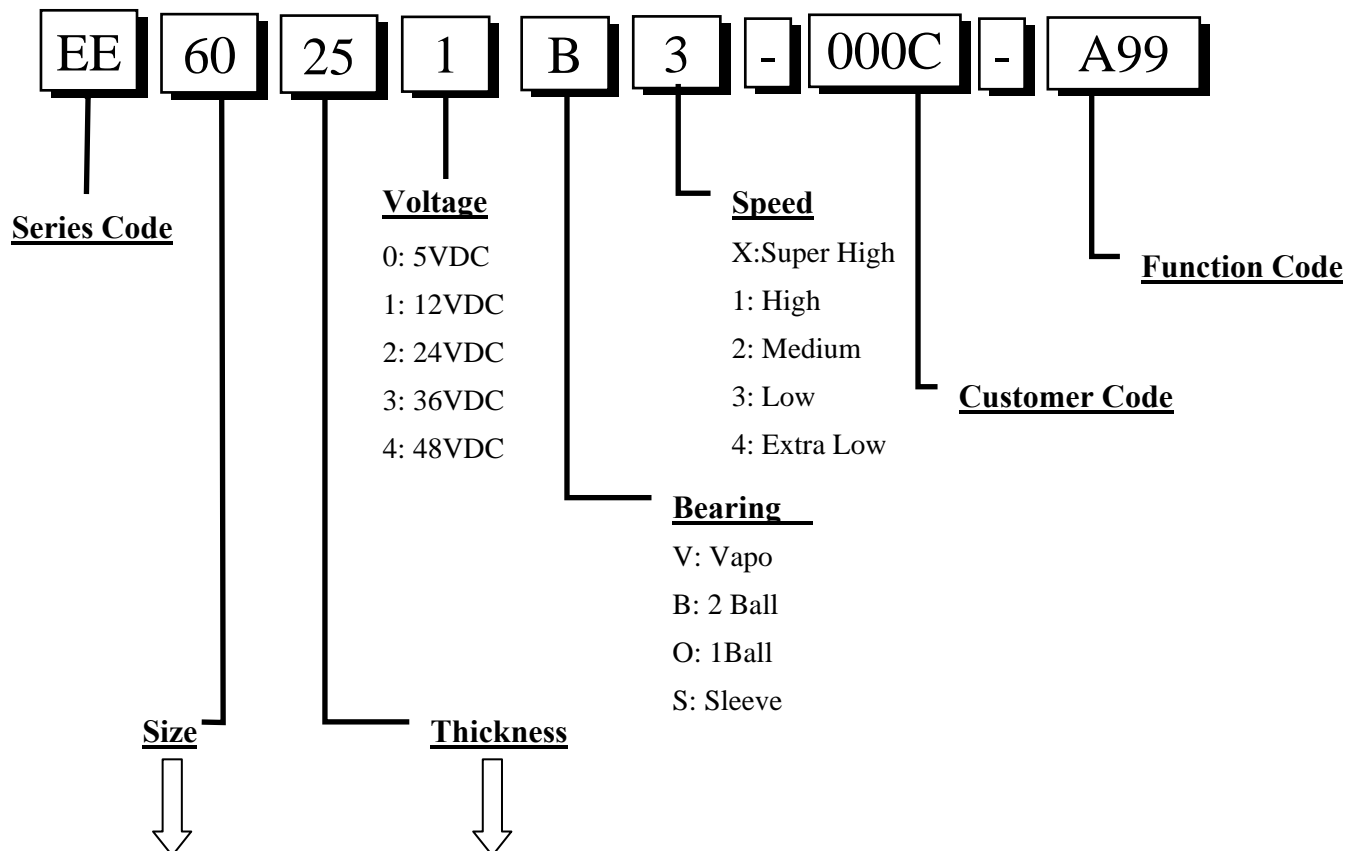 EE 60 25 1 B 3 - 000C - A99
Series Code
Voltage
0: 5VDC
1: 12VDC
2: 24VDC
3: 36VDC
4: 48VDC
Speed
X:Super High
1: High
2: Medium
3: Low
4: Extra Low
Function Code
Customer Code
Bearing
V: Vapo
B: 2 Ball
O: 1Ball
S: Sleeve
Size
Thickness